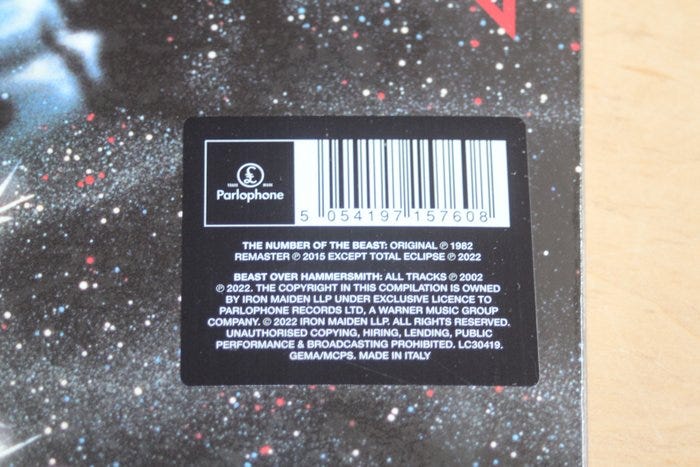 TRADE MARK
£
Parlophone
5 054197 157608
THE NUMBER OF THE BEAST: ORIGINAL ℗ 1982
REMASTER ℗ 2015 EXCEPT TOTAL ECLIPSE ℗ 2022
BEAST OVER HAMMERSMITH: ALL TRACKS ℗ 2002
℗ 2022. THE COPYRIGHT IN THIS COMPILATION IS OWNED
BY IRON MAIDEN LLP UNDER EXCLUSIVE LICENCE TO
PARLOPHONE RECORDS LTD, A WARNER MUSIC GROUP
COMPANY. © 2022 IRON MAIDEN LLP. ALL RIGHTS RESERVED.
UNAUTHORISED COPYING, HIRING, LENDING, PUBLIC
PERFORMANCE & BROADCASTING PROHIBITED. LC30419.
GEMA/MCPS. MADE IN ITALY